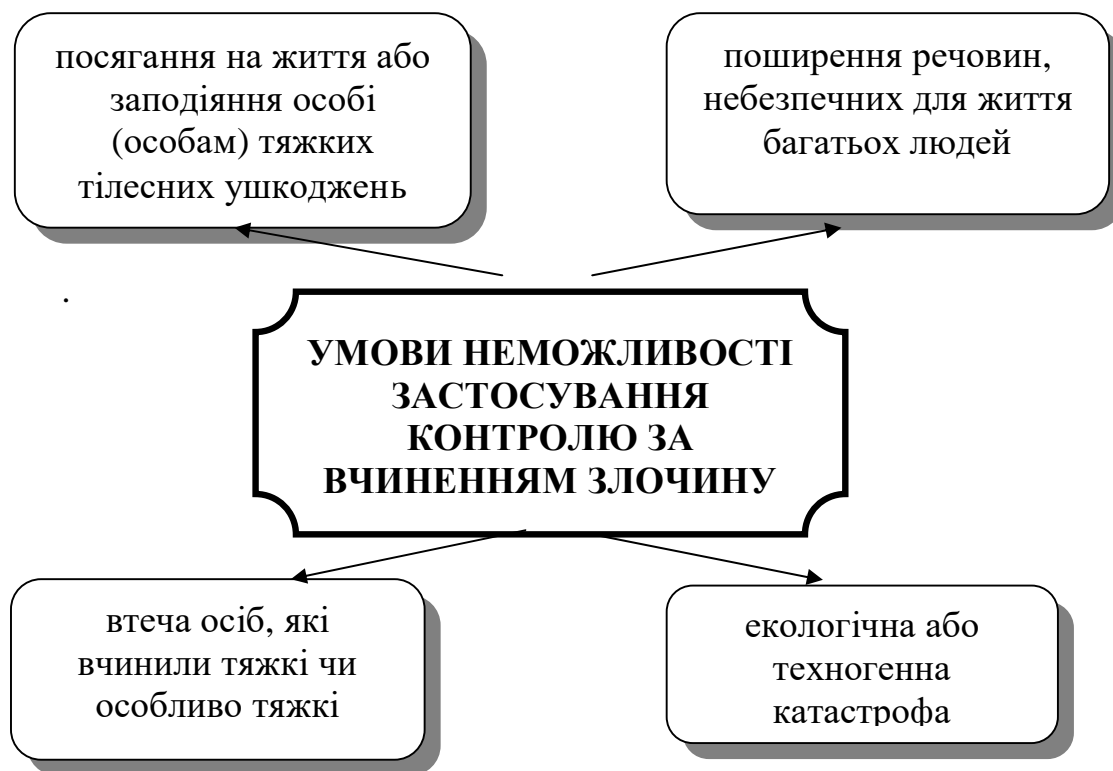 посягання на життя або
заподіяння особі
(особам) тяжких
тілесних ушкоджень
поширення речовин,
небезпечних для життя
багатьох людей
.
УМОВИ НЕМОЖЛИВОСТІ
ЗАСТОСУВАННЯ
КОНТРОЛЮ ЗА
ВЧИНЕННЯМ ЗЛОЧИНУ
втеча осіб, які
вчинили тяжкі чи
особливо тяжкі
екологічна або
техногенна
катастрофа